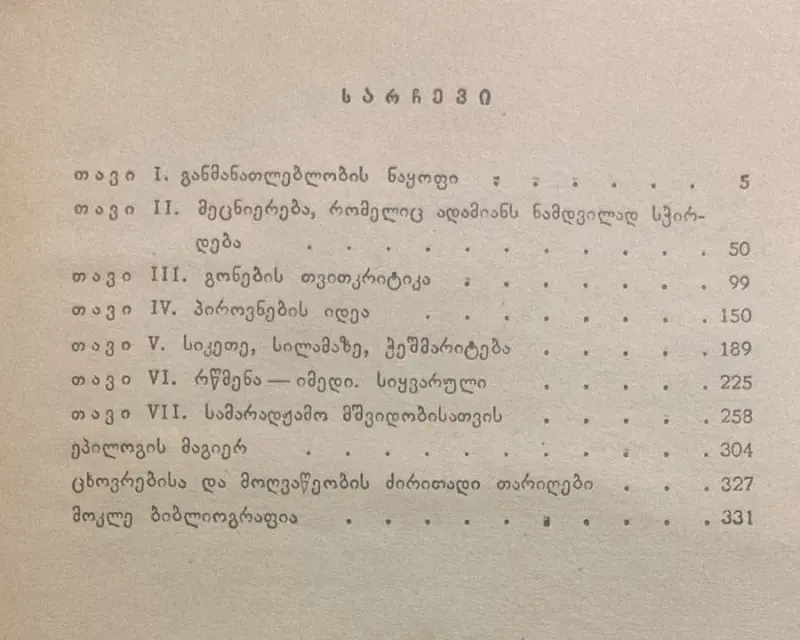 სარჩევი
თავი I. განმანათლებლობის ნაყოფი . . . . . . 5
თავი II. მეცნიერება, რომელიც ადამიანს ნამდვილად სჭირ-
დება . . . . . . . . . . . 50
თავი III. გონების თვითკრიტიკა . . . . . . . 99
თავი IV. პიროვნების იდეა . . . . . . . . 150
თავი V. სიკეთე, სილამაზე, ჭეშმარიტება . . . . . 189
თავი VI. რწმენა — იმედი. სიყვარული . . . . . 225
თავი VII. სამარადჟამო მშვიდობისათვის . . . . . 258
ეპილოგის მაგიერ . . . . . . . . . . . 304
ცხოვრებისა და მოღვაწეობის ძირითადი თარიღები . . . 327
მოკლე ბიბლიოგრაფია . . . . . . . . . . 331